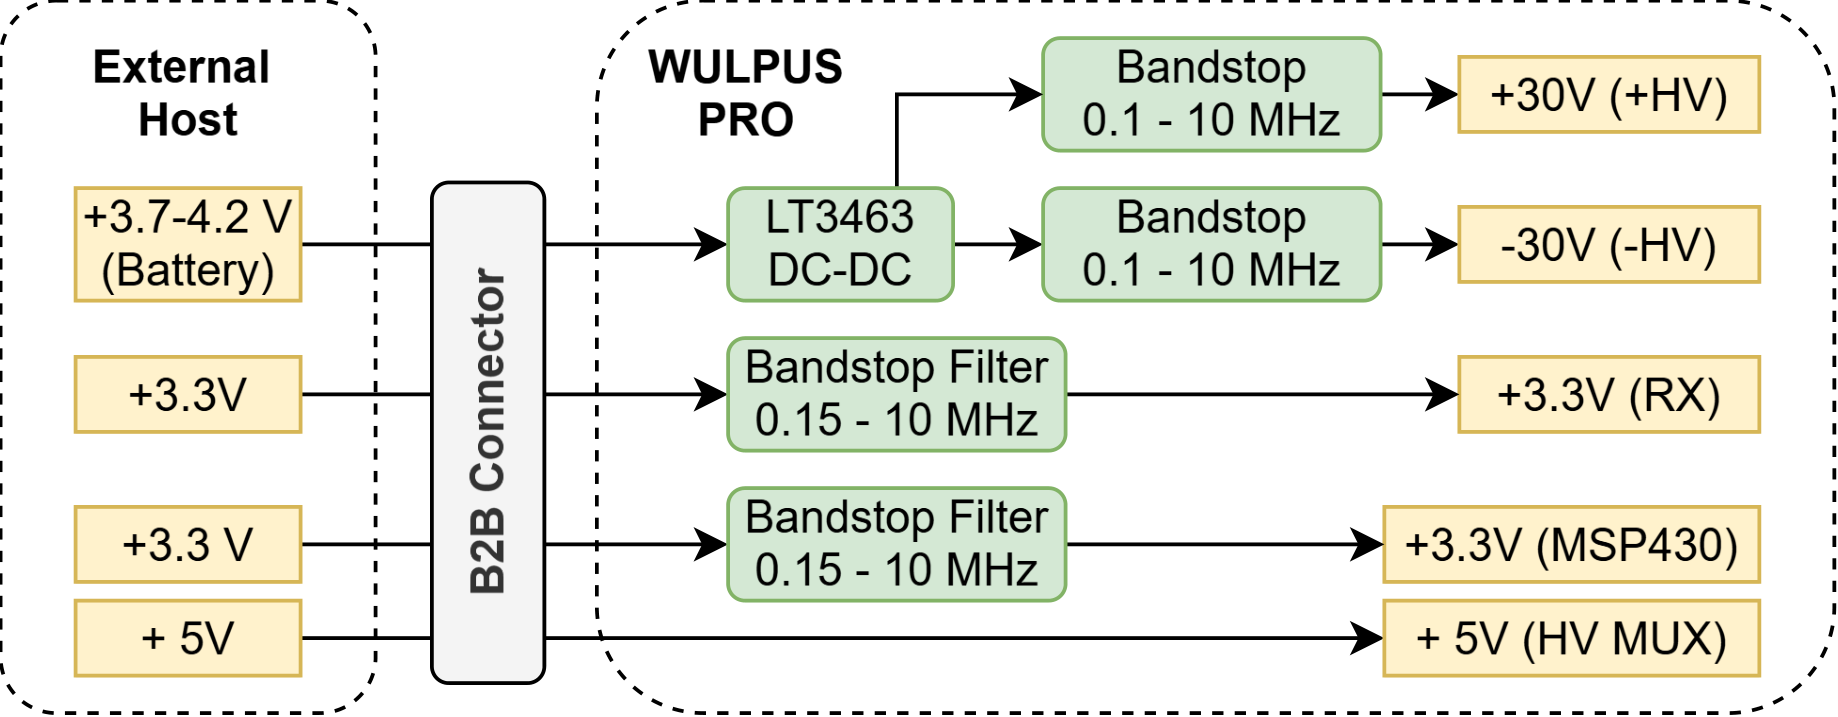 External
Host
+3.7-4.2 V
(Battery)
+3.3V
+3.3 V
+ 5V
B2B Connector
WULPUS
PRO
LT3463
DC-DC
Bandstop
0.1 - 10 MHz
+30V (+HV)
Bandstop
0.1 - 10 MHz
-30V (-HV)
Bandstop Filter
0.15 - 10 MHz
+3.3V (RX)
Bandstop Filter
0.15 - 10 MHz
+3.3V (MSP430)
+ 5V (HV MUX)